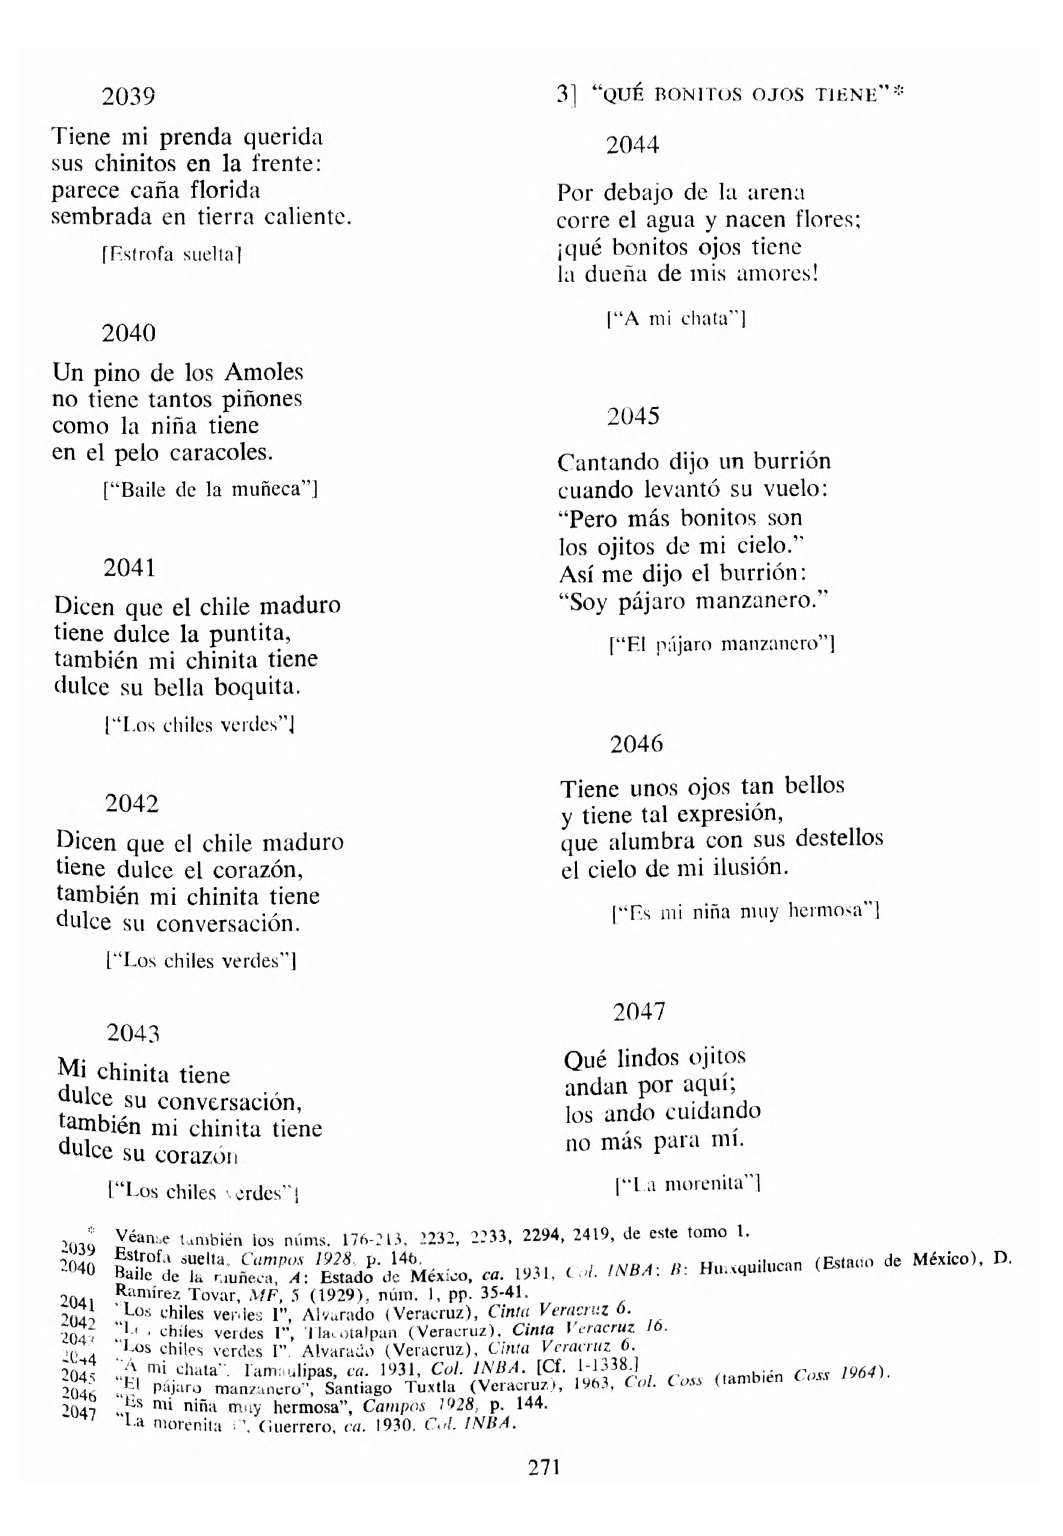 2039
Tiene mi prenda querida
sus chinitos en la frente:
parece caña florida
sembrada en tierra caliente.
[Estrofa suelta]
2040
Un pino de los Amoles
no tiene tantos piñones
como la niña tiene
en el pelo caracoles.
["Baile de la muñeca"]
2041
Dicen que el chile maduro
tiene dulce la puntita,
también mi chinita tiene
dulce su bella boquita.
["Los chiles verdes"]
2042
Dicen que el chile maduro
tiene dulce el corazón,
también mi chinita tiene
dulce su conversación.
["Los chiles verdes"]
2043
Mi chinita tiene
dulce su conversación,
también mi chinita tiene
dulce su corazón
["Los chiles verdes"]
3] "QUÉ BONITOS OJOS TIENE"*
2044
Por debajo de la arena
corre el agua y nacen flores;
¡qué bonitos ojos tiene
la dueña de mis amores!
["A mi chata"]
2045
Cantando dijo un burrión
cuando levantó su vuelo:
"Pero más bonitos son
los ojitos de mi cielo."
Así me dijo el burrión:
"Soy pájaro manzanero."
["El pájaro manzanero"]
2046
Tiene unos ojos tan bellos
y tiene tal expresión,
que alumbra con sus destellos
el cielo de mi ilusión.
["Es mi niña muy hermosa"]
2047
Qué lindos ojitos
andan por aquí;
los ando cuidando
no más para mí.
["La morenita"]
* Véanse también los núms. 176-213, 2232, 2233, 2294, 2419, de este tomo 1.
2039 Estrofa suelta, Campos 1928, p. 146.
2040 Baile de la muñeca, A: Estado de México, ca. 1931, Col. INBA; B: Huixquilucan (Estado de México), D.
Ramírez Tovar, MF, 5 (1929), núm. 1, pp. 35-41.
2041 "Los chiles verdes I", Alvarado (Veracruz), Cinta Veracruz 6.
2042 "Los chiles verdes I", Tlacotalpan (Veracruz), Cinta Veracruz 16.
2043 "Los chiles verdes I", Alvarado (Veracruz), Cinta Veracruz 6.
2044 "A mi chata". Tamaulipas, ca. 1931, Col. INBA. [Cf. 1-1338.]
2045 "El pájaro manzanero", Santiago Tuxtla (Veracruz), 1963, Col. Coss (también Coss 1964).
2046 "Es mi niña muy hermosa", Campos 1928, p. 144.
2047 "La morenita", Guerrero, ca. 1930. Col. INBA.
271